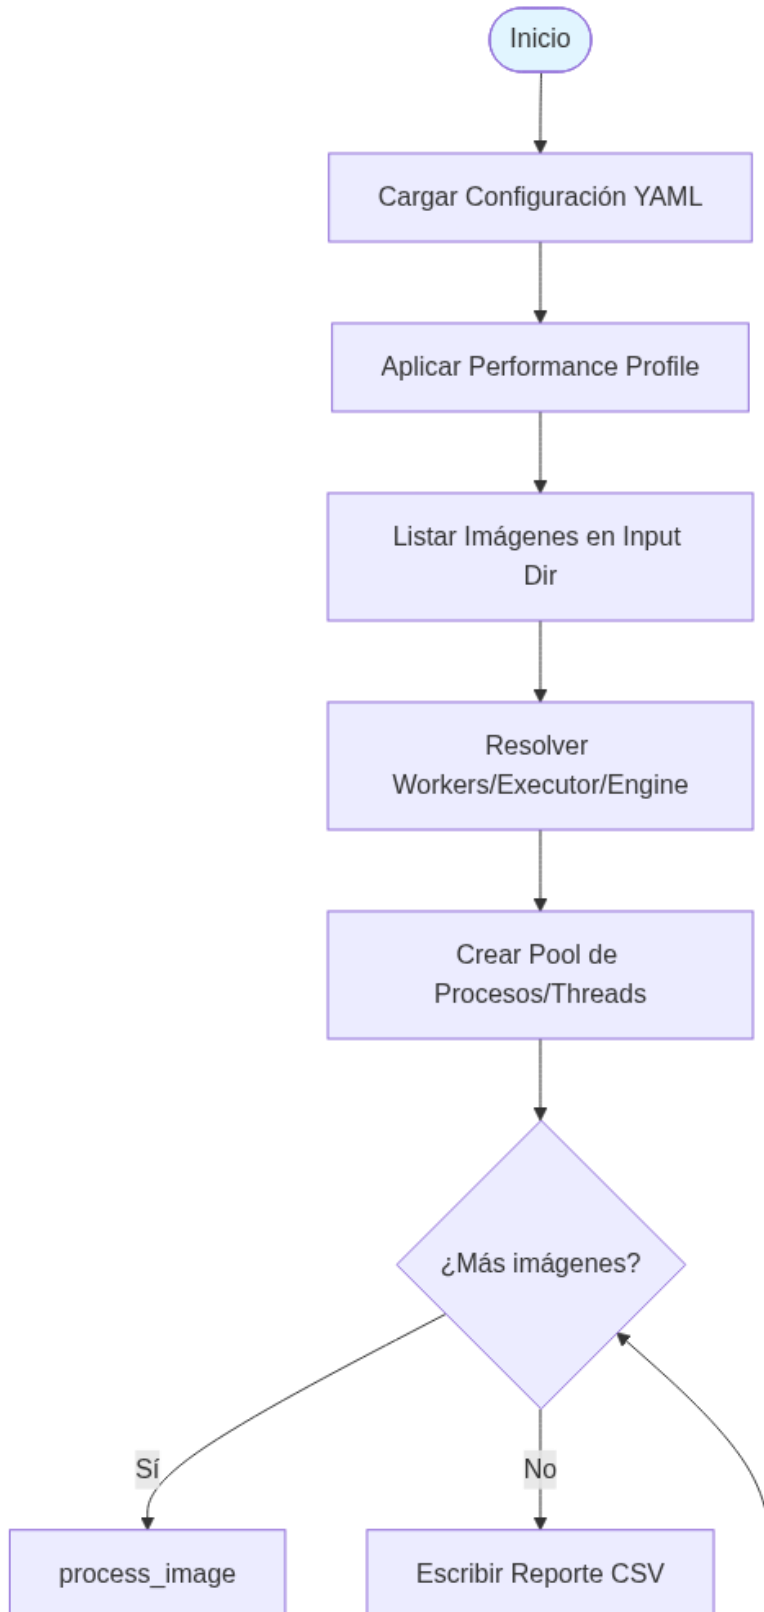 Inicio
Cargar Configuración YAML
Aplicar Performance Profile
Listar Imágenes en Input
Dir
Resolver
Workers/Executor/Engine
Crear Pool de
Procesos/Threads
¿Más imágenes?
Sí
No
process_image
Escribir Reporte CSV